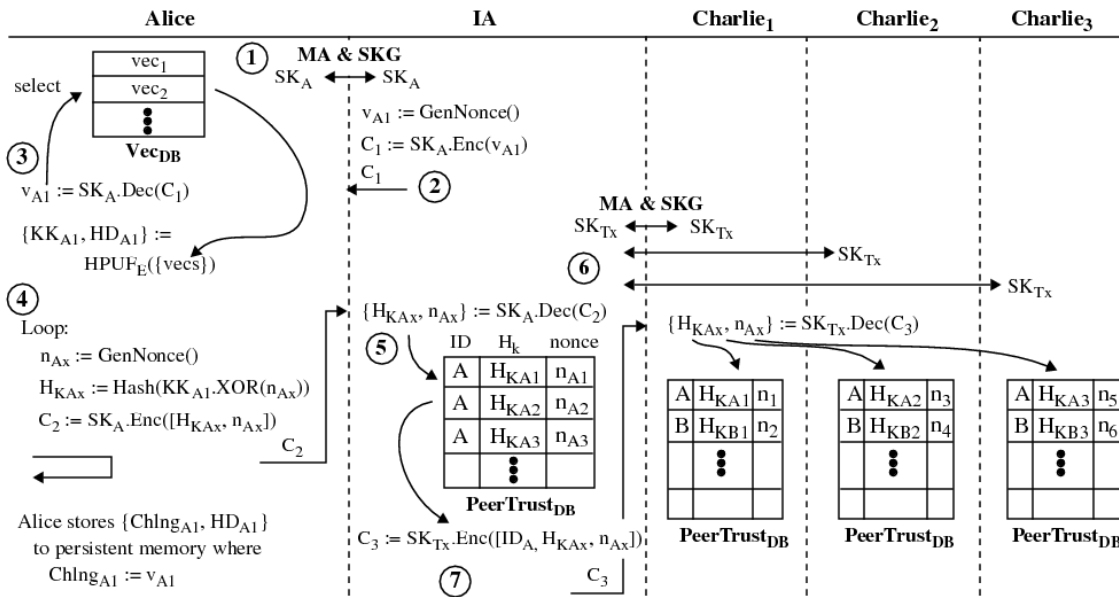 Alice
IA
Charlie1
Charlie2
Charlie3
1
MA & SKG
SKA
SKA
select
vec1
vec2
VecDB
vA1 := GenNonce()
C1 := SKA.Enc(vA1)
C1
2
3
vA1 := SKA.Dec(C1)
{KKA1, HDA1} :=
HPUFE({vecs})
MA & SKG
SKTx
SKTx
SKTx
SKTx
6
4
Loop:
nAx := GenNonce()
HKAx := Hash(KKA1.XOR(nAx))
C2 := SKA.Enc([HKAx, nAx])
C2
Alice stores {ChlngA1, HDA1}
to persistent memory where
ChlngA1 := vA1
{HKAx, nAx} := SKA.Dec(C2)
5
ID Hk nonce
A HKA1 nA1
A HKA2 nA2
A HKA3 nA3
PeerTrustDB
C3 := SKTx.Enc([IDA, HKAx, nAx])
7
C3
{HKAx, nAx} := SKTx.Dec(C3)
A HKA1 n1
B HKB1 n2
PeerTrustDB
A HKA2 n3
B HKB2 n4
PeerTrustDB
A HKA3 n5
B HKB3 n6
PeerTrustDB